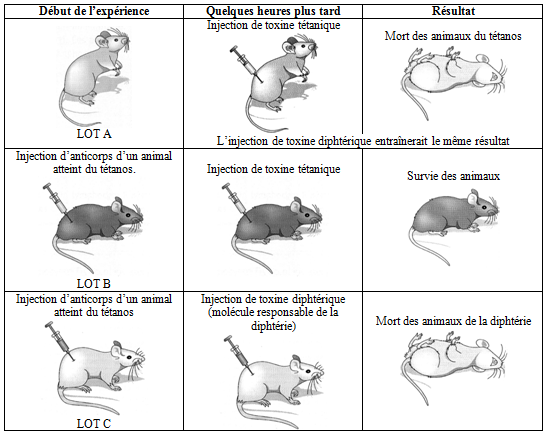 Début de l'expérience
Quelques heures plus tard
Résultat
LOT A
Injection de toxine tétanique
Mort des animaux du tétanos
L'injection de toxine diphtérique entraînerait le même résultat
Injection d'anticorps d'un animal
atteint du tétanos.
LOT B
Injection de toxine tétanique
Survie des animaux
Injection d'anticorps d'un animal
atteint du tétanos
LOT C
Injection de toxine diphtérique
(molécule responsable de la
diphtérie)
Mort des animaux de la diphtérie